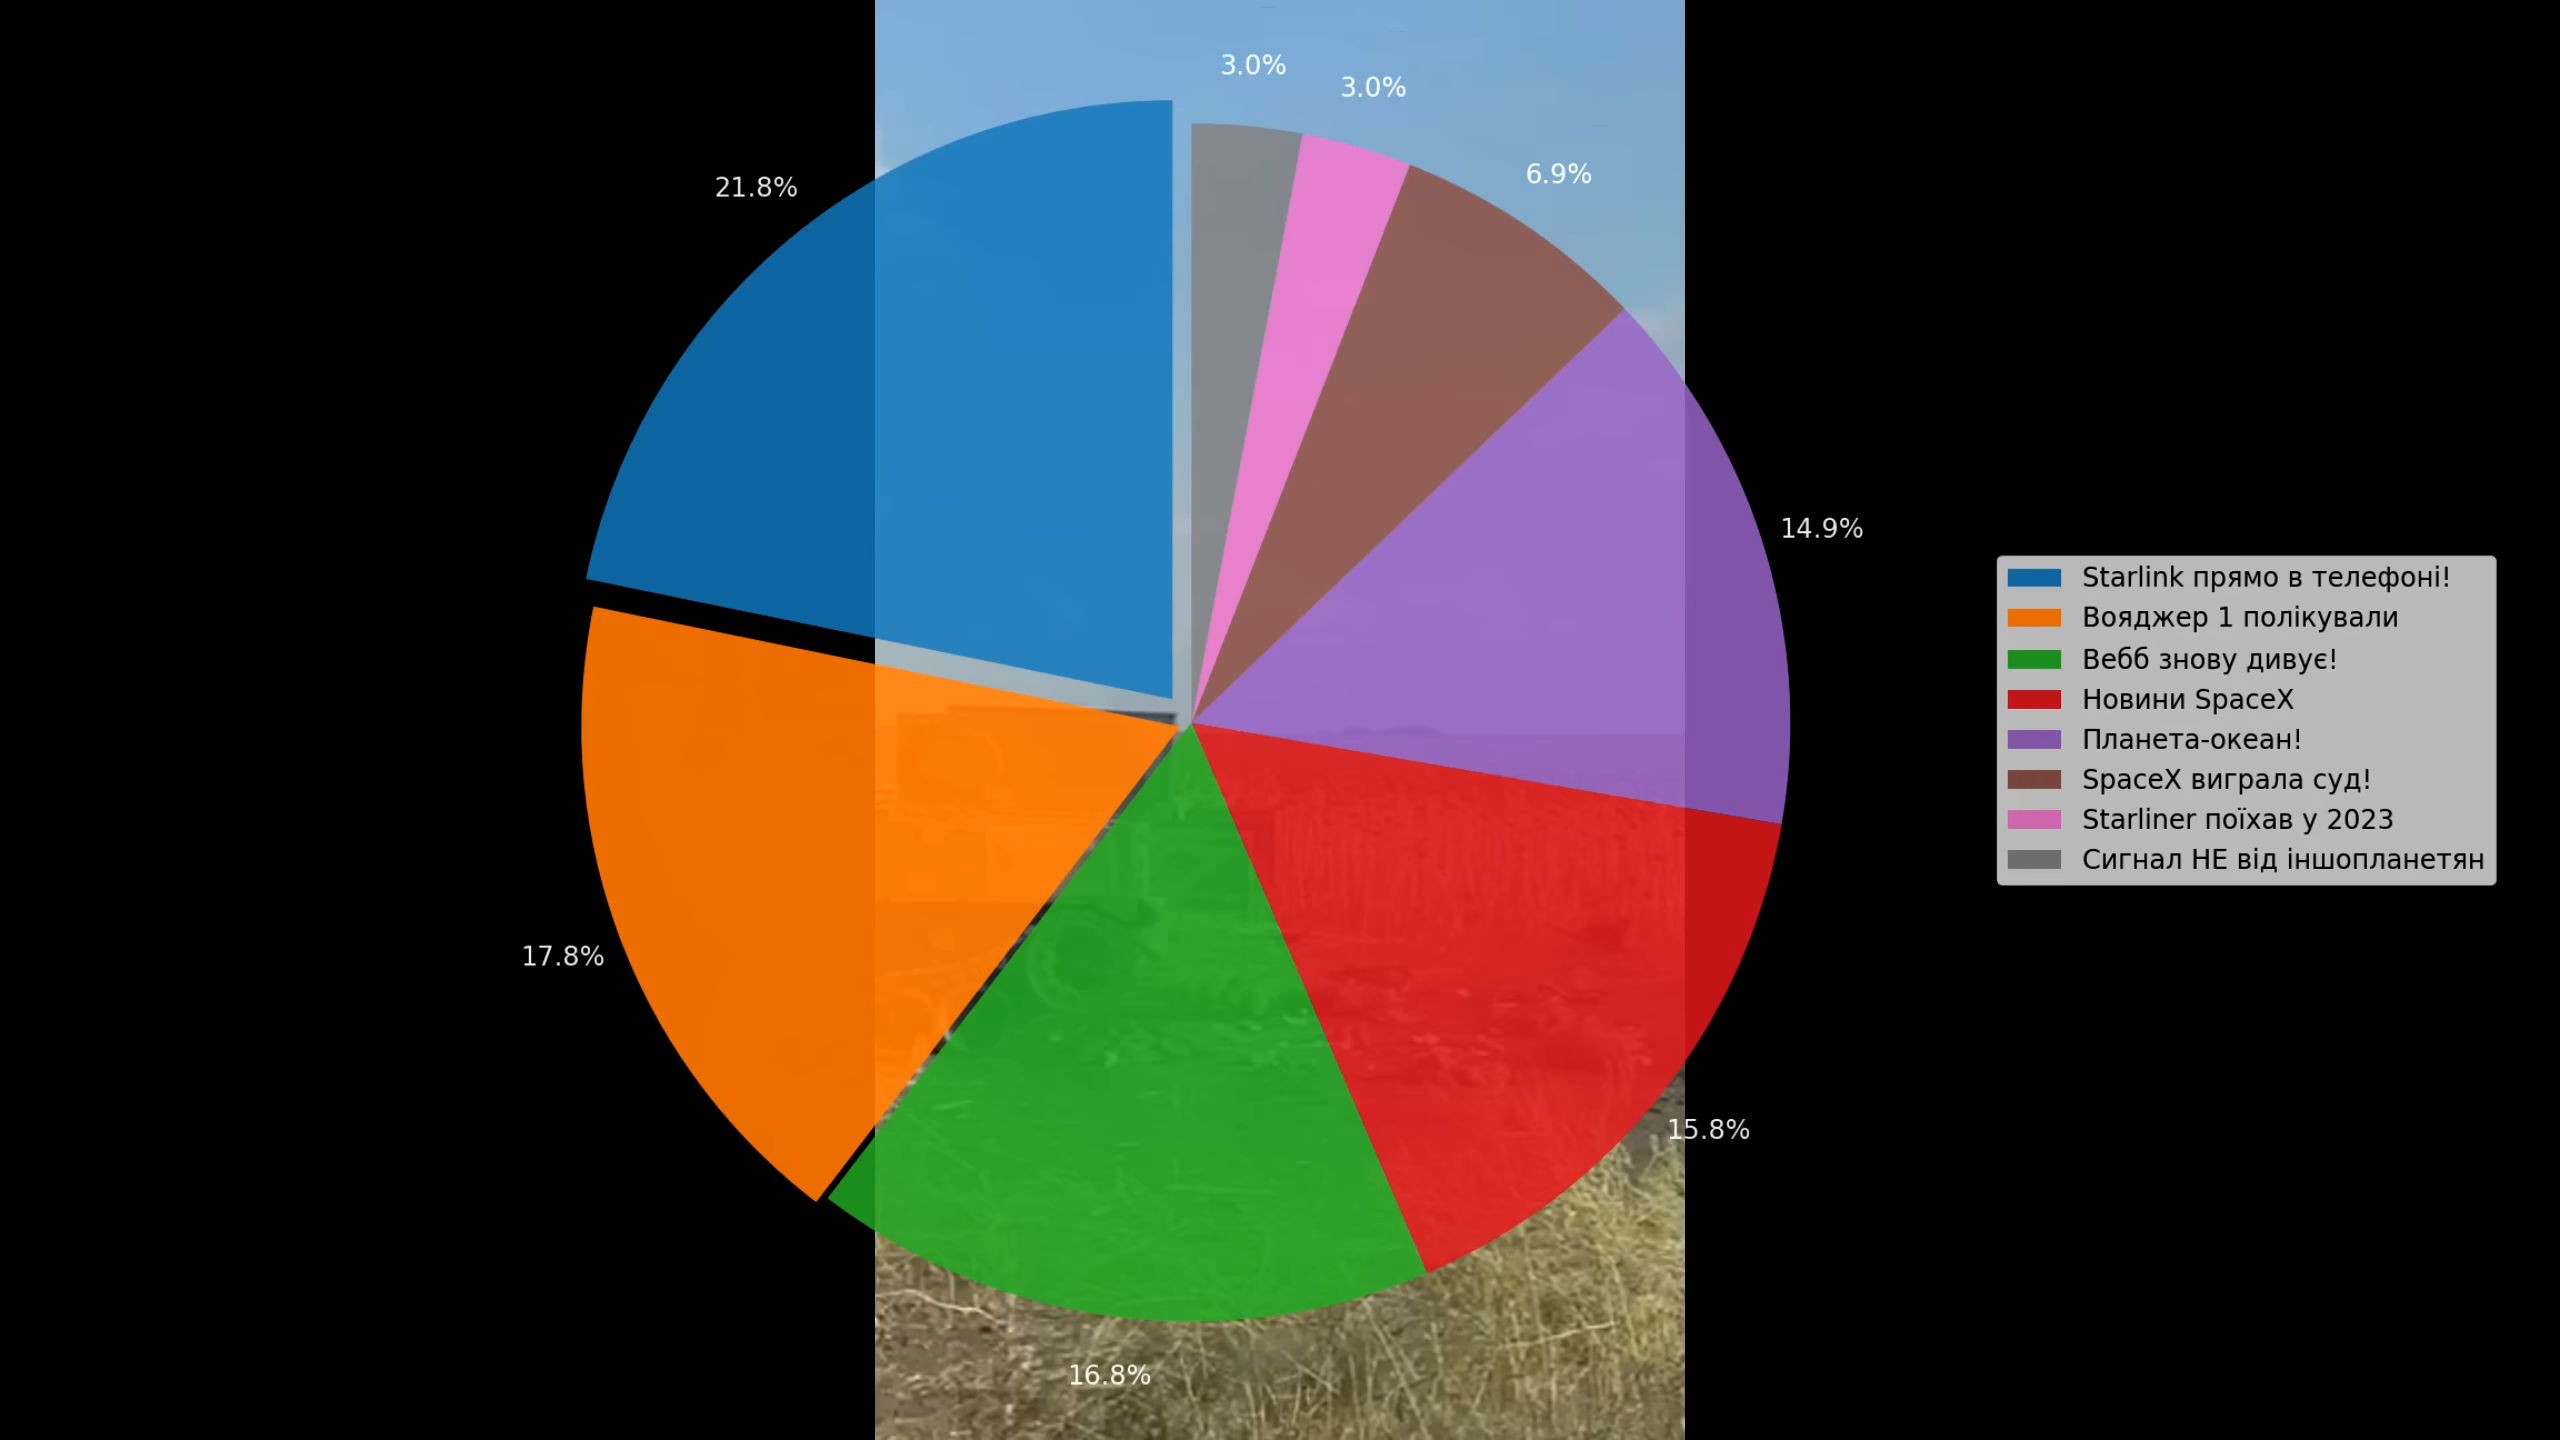 3.0%
3.0%
6.9%
21.8%
14.9%
Starlink прямо в телефоні!
Вояджер 1 полікували
Вебб знову дивує!
Новини SpaceX
Планета-океан!
SpaceX виграла суд!
Starliner поїхав у 2023
Сигнал НЕ від іншопланетян
17.8%
15.8%
16.8%